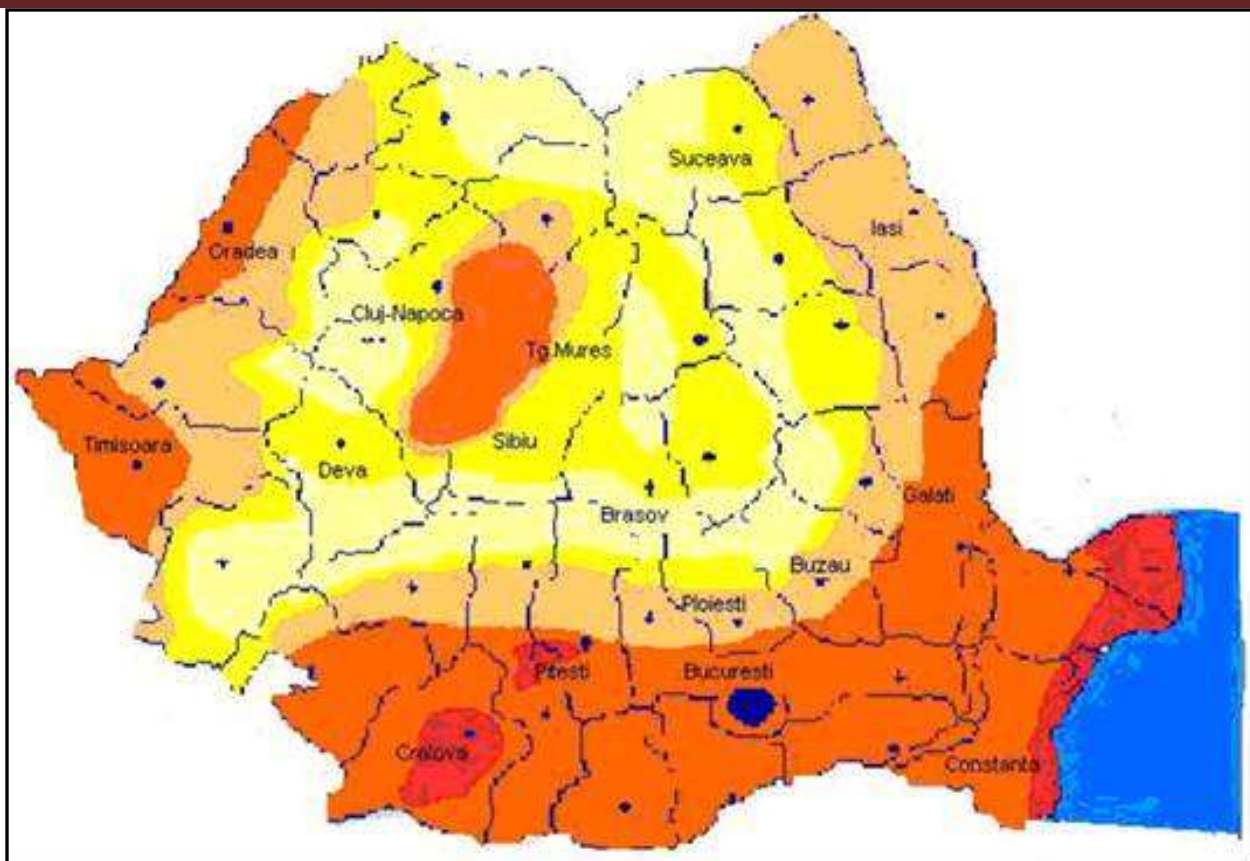 Suceava
Iasi
Oradea
Cluj-Napoca
Tg.Mures
Timisoara
Sibiu
Deva
Galati
Brasov
Buzau
Ploiesti
Pitesti
Bucuresti
Craiova
Constanta